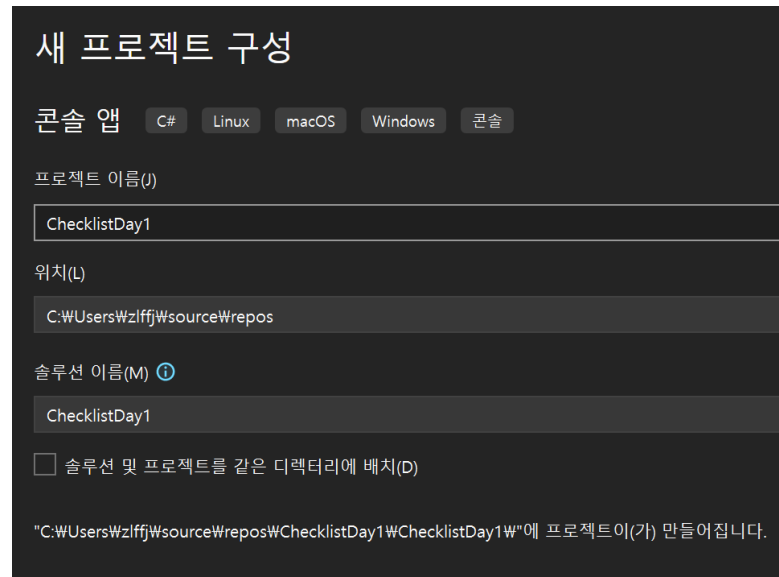 새 프로젝트 구성
콘솔 앱 C# Linux macOS Windows 콘솔
프로젝트 이름(J)
ChecklistDay1
위치(L)
C:₩Users₩zlffj₩source₩repos
솔루션 이름(M)
ChecklistDay1
솔루션 및 프로젝트를 같은 디렉터리에 배치(D)
"C:₩Users₩zlffj₩source₩repos₩ChecklistDay1₩ChecklistDay1₩"에 프로젝트이(가) 만들어집니다.